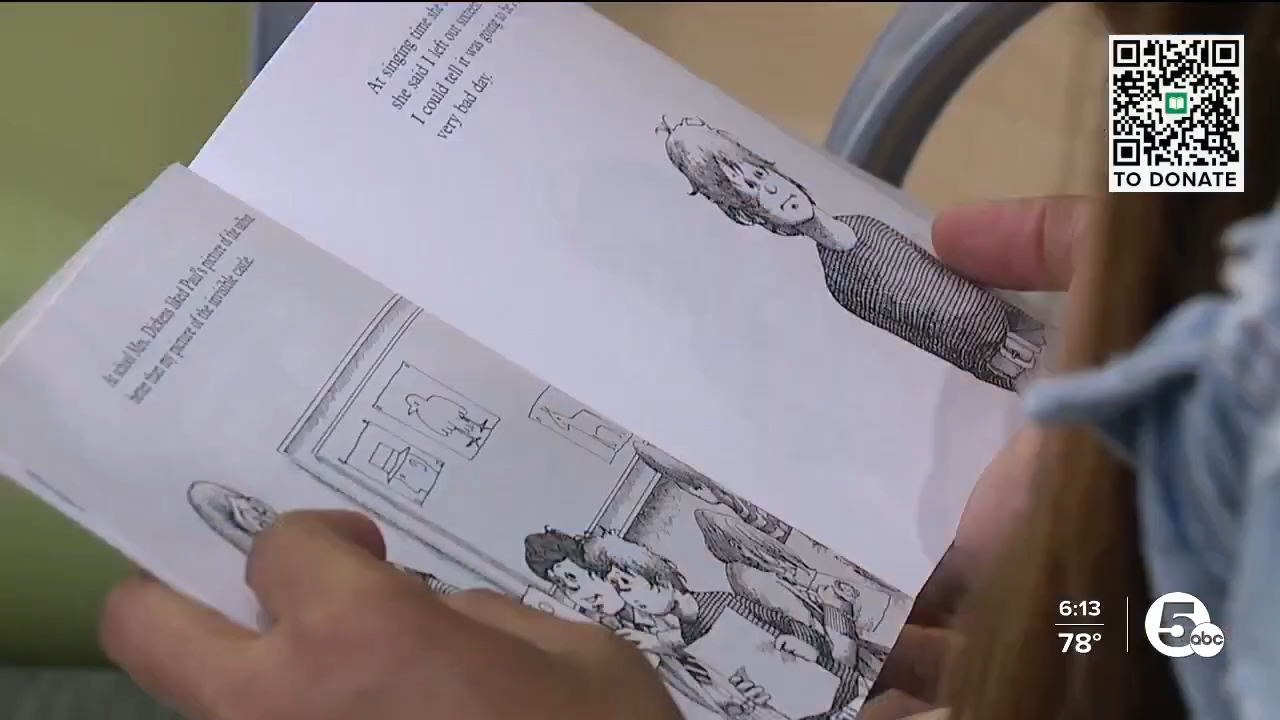 At school Mrs. Dickens liked Paul's picture of the sailboat
better than my picture of the invisible castle.
At singing time she
she said I left out sixteen
I could tell it was going to be a
very bad day.
TO DONATE
6:13
78°
5 abc